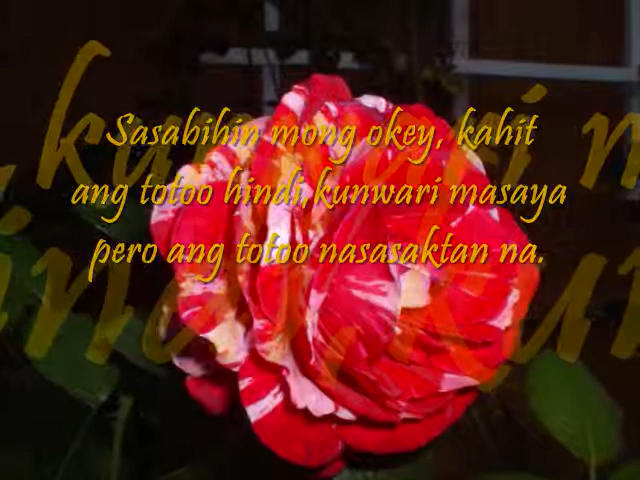 Sasabihin mong okey, kahit
ang totoo hindi,kunwari masaya
pero ang totoo nasasaktan na.